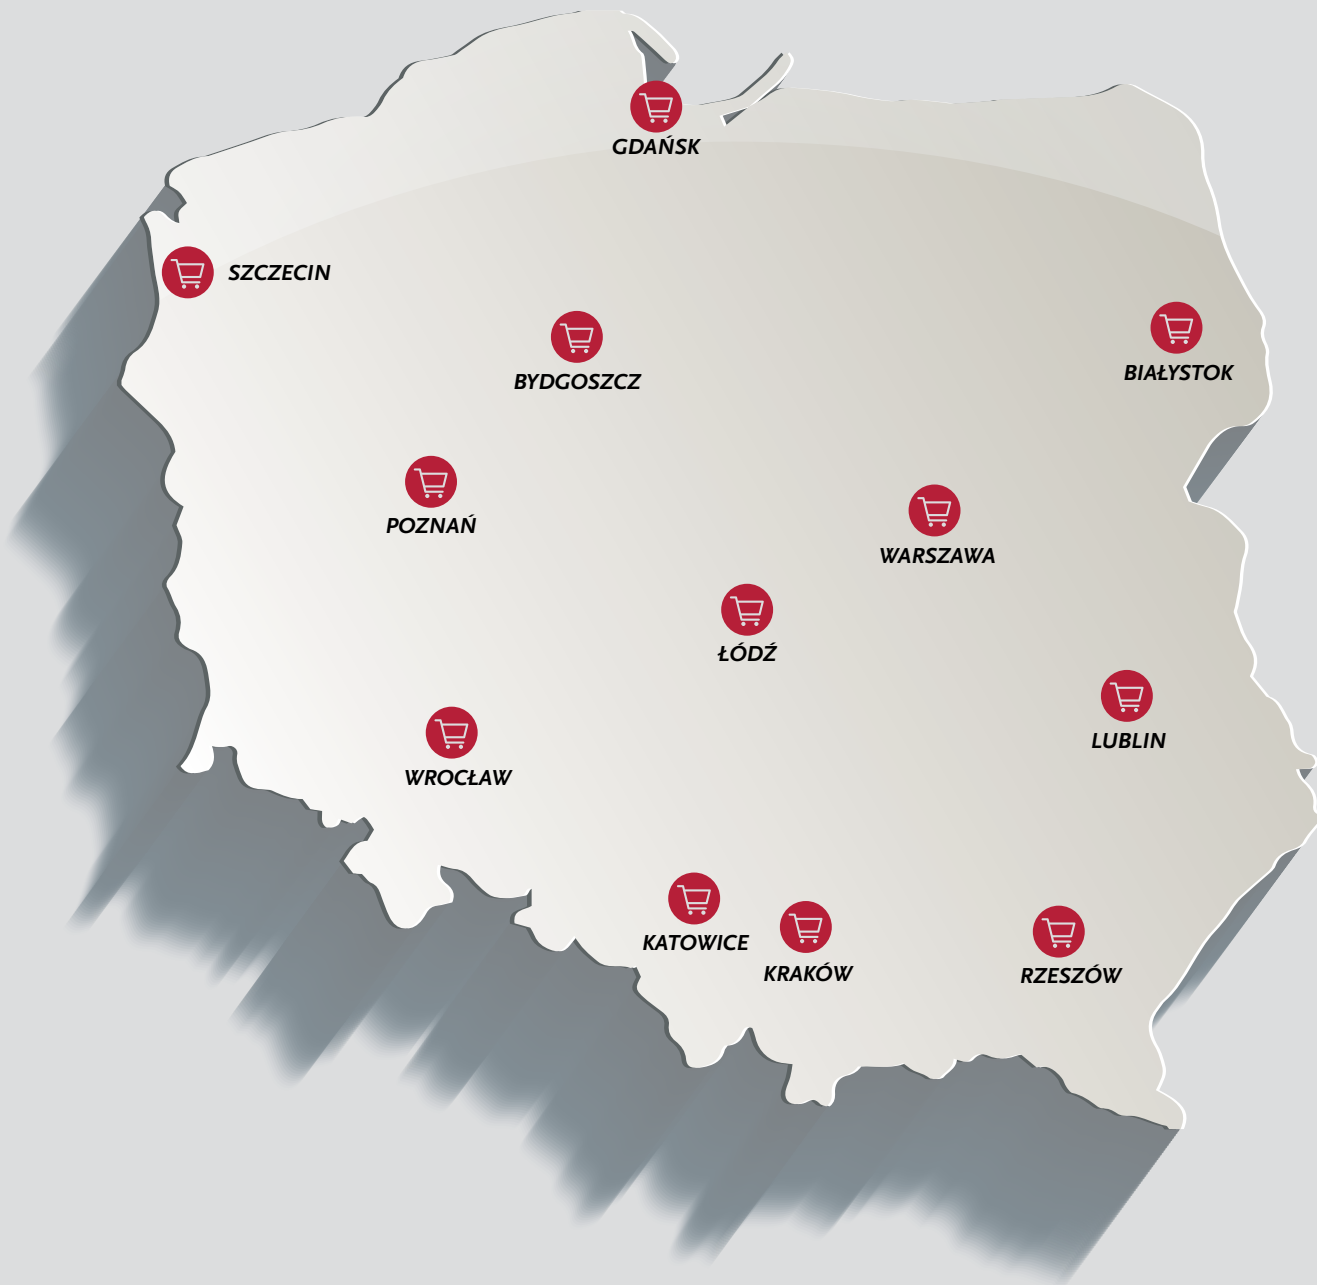 GDAŃSK
SZCZECIN
BYDGOSZCZ
BIAŁYSTOK
POZNAŃ
WARSZAWA
ŁÓDŹ
LUBLIN
WROCŁAW
KATOWICE
KRAKÓW
RZESZÓW